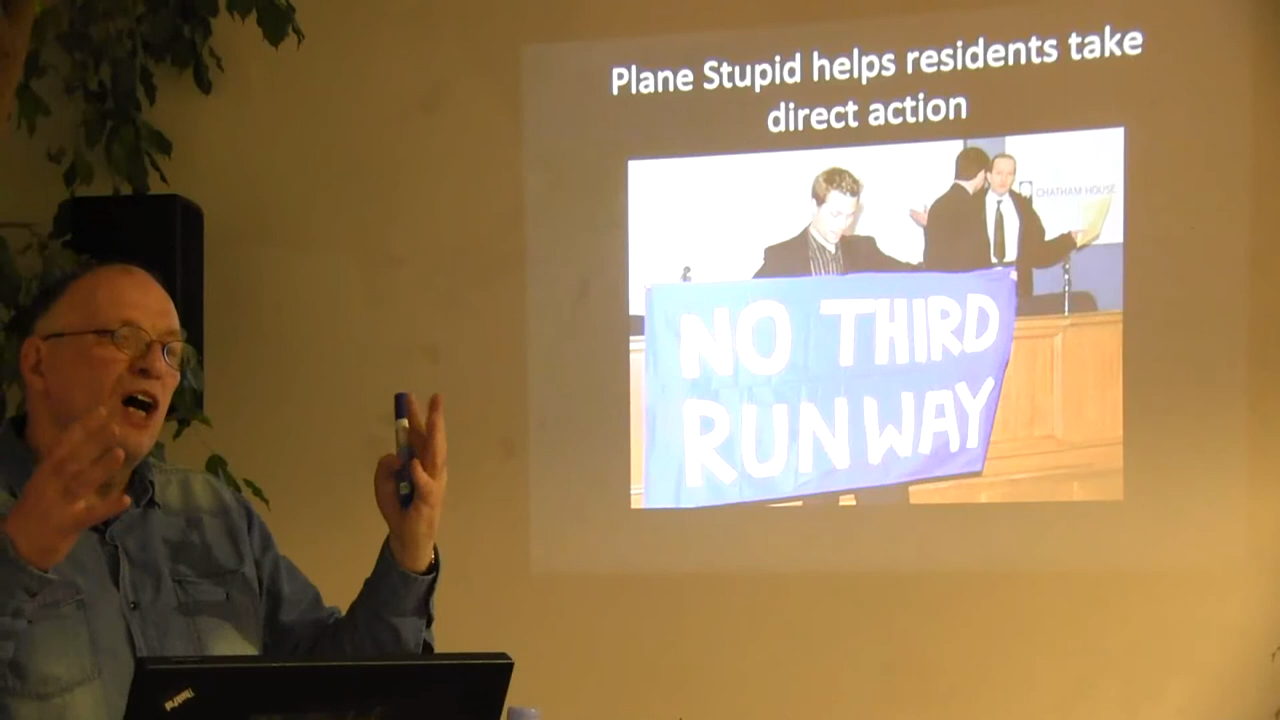 Plane Stupid helps residents take
direct action
CHATHAM HOUSE
NO THIRD
RUNWAY
ThinkPad